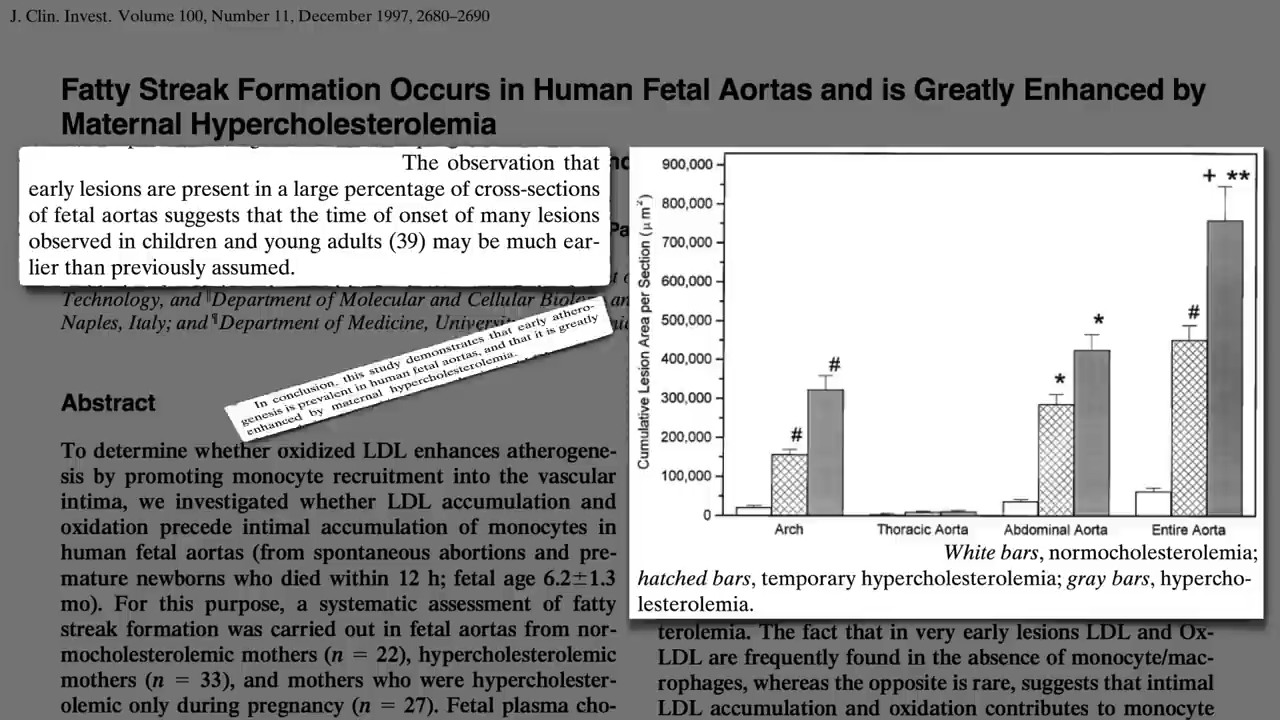 J. Clin. Invest. Volume 100, Number 11, December 1997, 2680–2690
Fatty Streak Formation Occurs in Human Fetal Aortas and is Greatly Enhanced by
Maternal Hypercholesterolemia
The observation that
early lesions are present in a large percentage of cross-sections
of fetal aortas suggests that the time of onset of many lesions
observed in children and young adults (39) may be much ear-
lier than previously assumed.
Technology, and ‖Department of Molecular and Cellular
Naples, Italy; and ¶Department of Medicine,
In conclusion, this study demonstrates that early athero-
genesis is prevalent in human fetal aortas, and that it is greatly
enhanced by maternal hypercholesterolemia.
Abstract
To determine whether oxidized LDL enhances atherogene-
sis by promoting monocyte recruitment into the vascular
intima, we investigated whether LDL accumulation and
oxidation precede intimal accumulation of monocytes in
human fetal aortas (from spontaneous abortions and pre-
mature newborns who died within 12 h; fetal age 6.2±1.3
mo). For this purpose, a systematic assessment of fatty
streak formation was carried out in fetal aortas from nor-
mocholesterolemic mothers (n = 22), hypercholesterolemic
mothers (n = 33), and mothers who were hypercholester-
olemic only during pregnancy (n = 27). Fetal plasma cho-
Cumulative Lesion Area per Section (μm²)
900,000
800,000
700,000
600,000
500,000
400,000
300,000
200,000
100,000
0
# #
* *
# + **
Arch Thoracic Aorta Abdominal Aorta Entire Aorta
White bars, normocholesterolemia;
hatched bars, temporary hypercholesterolemia; gray bars, hypercho-
lesterolemia.
terolemia. The fact that in very early lesions LDL and Ox-
LDL are frequently found in the absence of monocyte/mac-
rophages, whereas the opposite is rare, suggests that intimal
LDL accumulation and oxidation contributes to monocyte